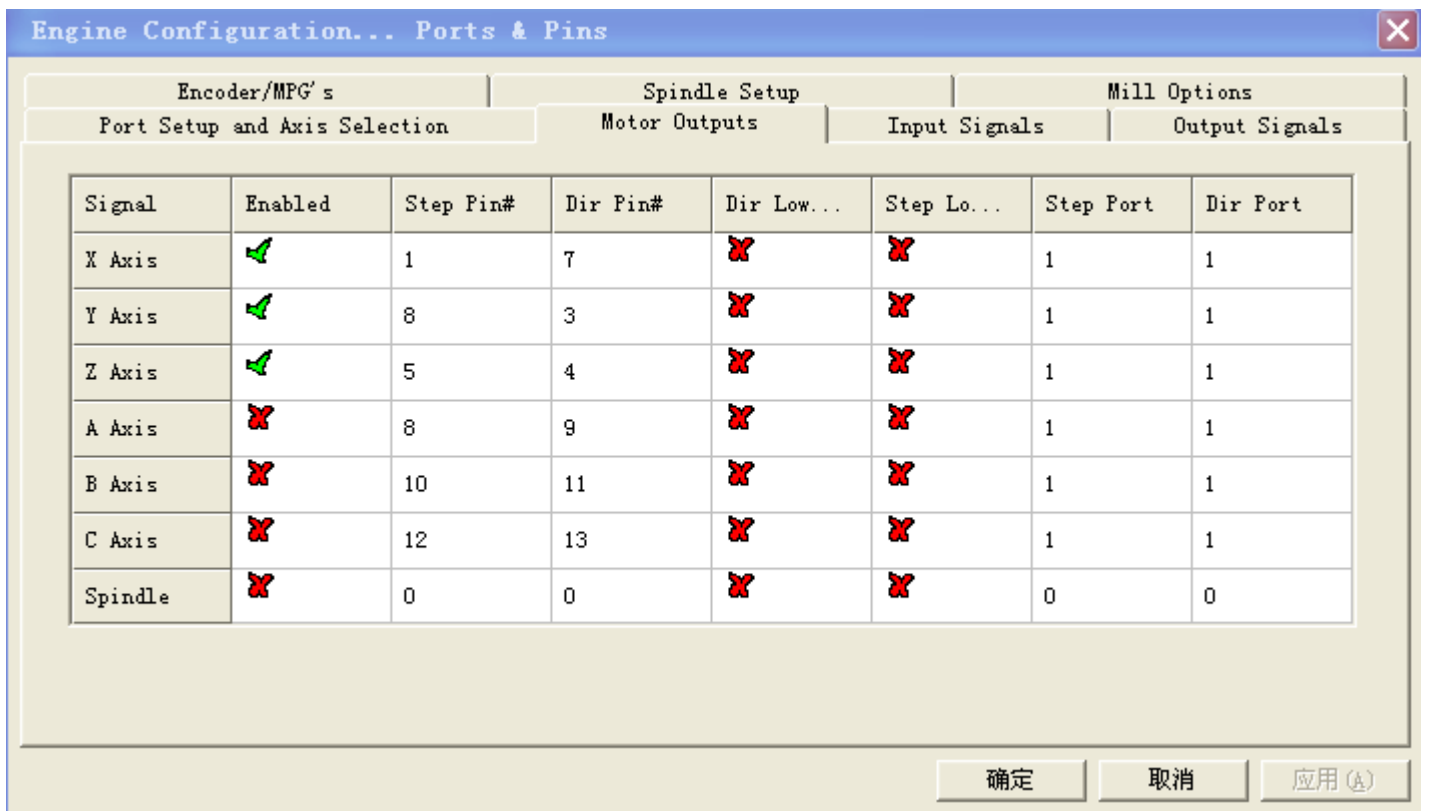 Engine Configuration... Ports & Pins
Encoder/MPG's Spindle Setup Mill Options
Port Setup and Axis Selection Motor Outputs Input Signals Output Signals
Signal Enabled Step Pin# Dir Pin# Dir Low... Step Lo... Step Port Dir Port
X Axis 1 7 1 1
Y Axis 8 3 1 1
Z Axis 5 4 1 1
A Axis 8 9 1 1
B Axis 10 11 1 1
C Axis 12 13 1 1
Spindle 0 0 0 0
确定 取消 应用(A)